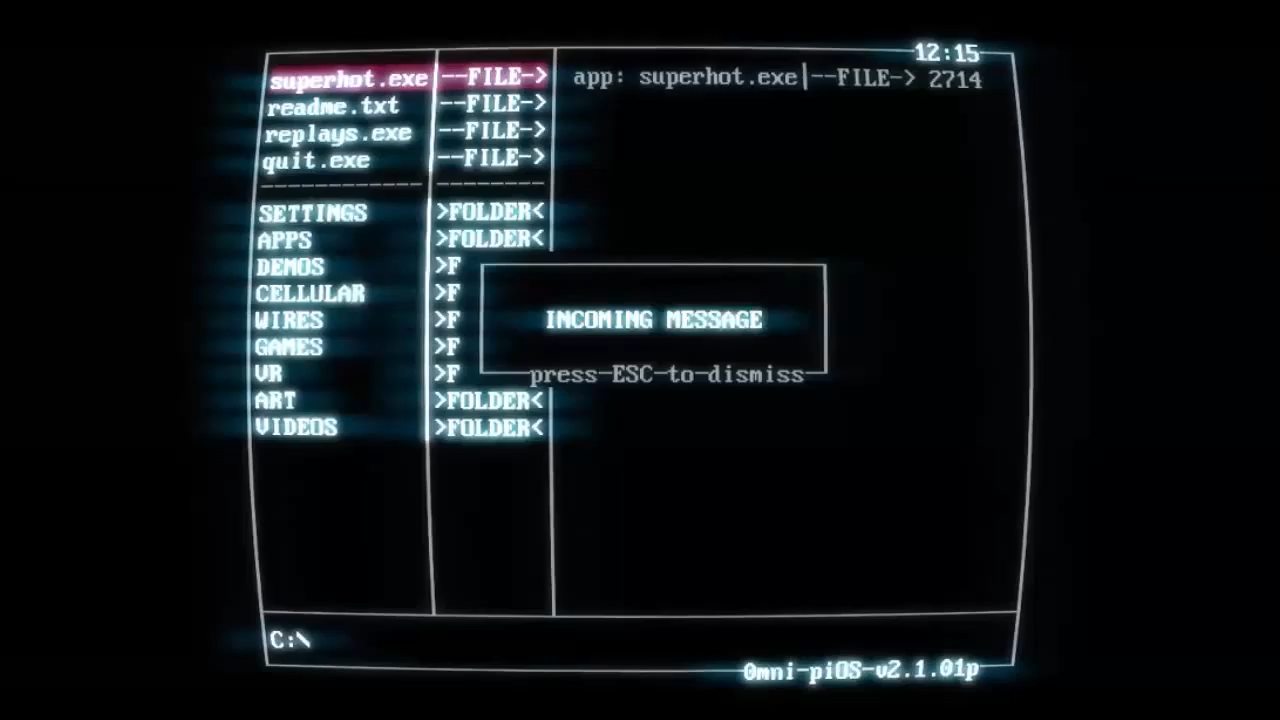 12:15
superhot.exe --FILE-> app: superhot.exe|--FILE-> 2714
readme.txt --FILE->
replays.exe --FILE->
quit.exe --FILE->
------------ --------
SETTINGS >FOLDER<
APPS >FOLDER<
DEMOS >F
CELLULAR >F
WIRES >F
GAMES >F
VR >F
ART >FOLDER<
VIDEOS >FOLDER<
INCOMING MESSAGE
press-ESC-to-dismiss
C:\
0mni-piOS-v2.1.01p